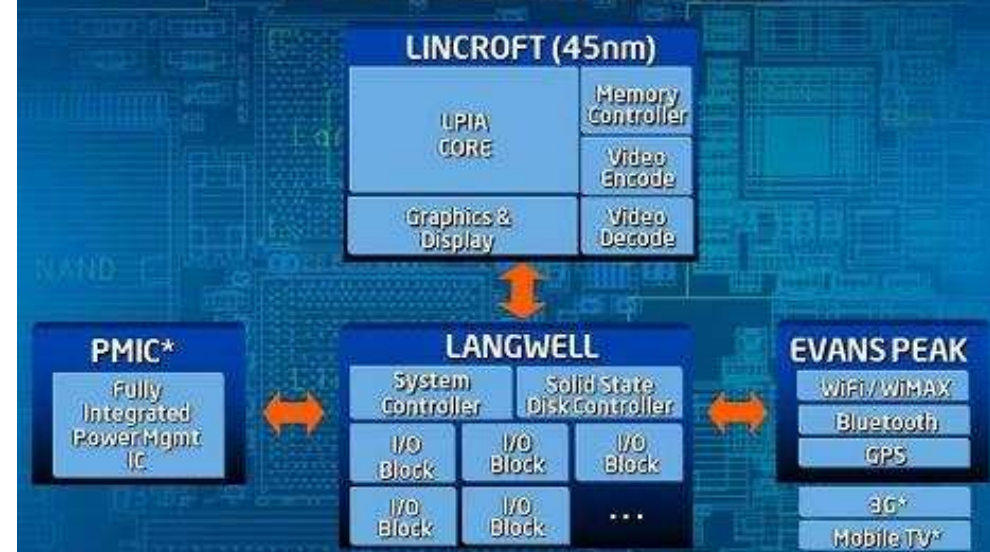 LINCROFT (45nm)
LPIA
CORE
Memory
Controller
Video
Encode
Graphics &
Display
Video
Decode
NAND
PMIC*
Fully
Integrated
Power Mgmt
IC
LANGWELL
System
Controller
Solid State
Disk Controller
I/O
Block
I/O
Block
I/O
Block
I/O
Block
I/O
Block
...
EVANS PEAK
WiFi / WiMAX
Bluetooth
GPS
3G*
Mobile TV*